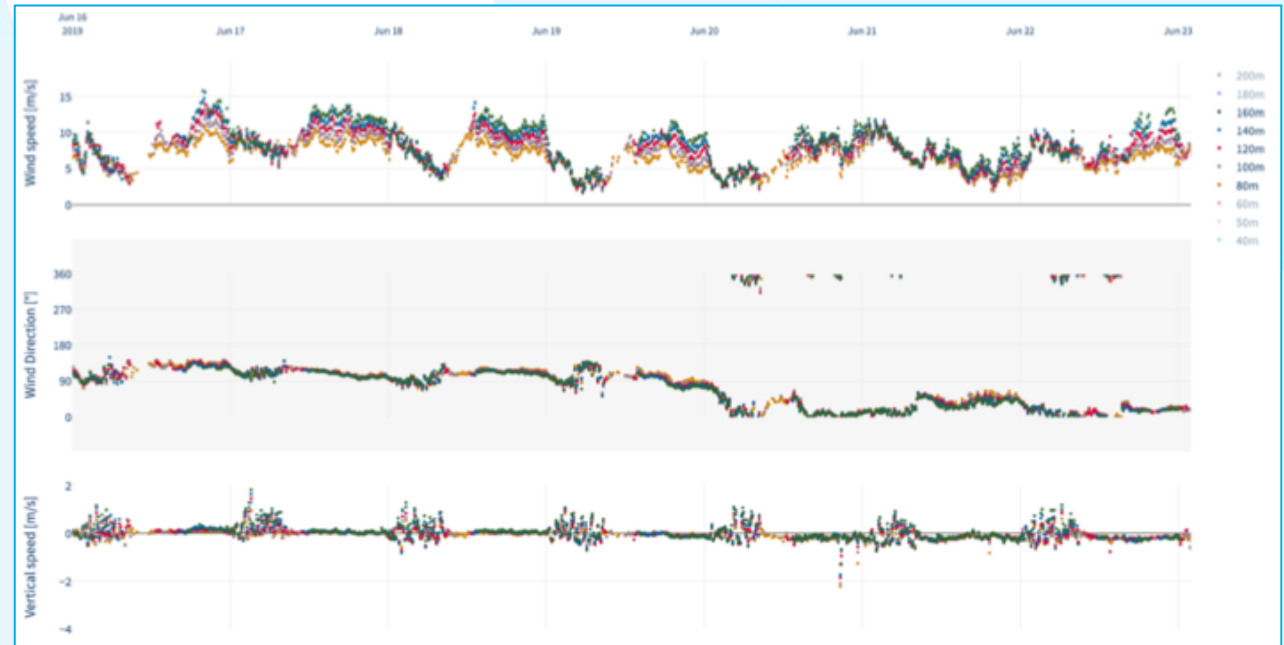 Jun 16
2019
Jun 17
Jun 18
Jun 19
Jun 20
Jun 21
Jun 22
Jun 23
Wind speed [m/s]
15
10
5
0
200m
180m
160m
140m
120m
100m
80m
60m
50m
40m
Wind Direction [°]
360
270
180
90
0
Vertical speed [m/s]
2
0
−2
−4